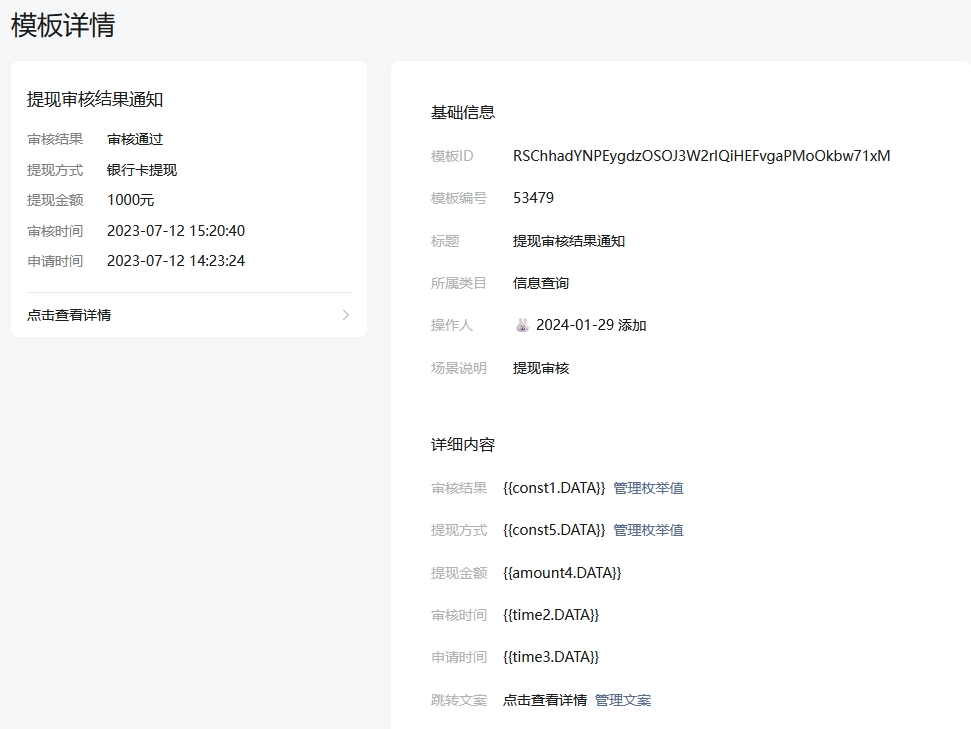 模板详情
提现审核结果通知
审核结果 审核通过
提现方式 银行卡提现
提现金额 1000元
审核时间 2023-07-12 15:20:40
申请时间 2023-07-12 14:23:24
点击查看详情
基础信息
模板ID RSChhadYNPEygdzOSOJ3W2rlQiHEFvgaPMoOkbw71xM
模板编号 53479
标题 提现审核结果通知
所属类目 信息查询
操作人 2024-01-29 添加
场景说明 提现审核
详细内容
审核结果 {{const1.DATA}} 管理枚举值
提现方式 {{const5.DATA}} 管理枚举值
提现金额 {{amount4.DATA}}
审核时间 {{time2.DATA}}
申请时间 {{time3.DATA}}
跳转文案 点击查看详情 管理文案